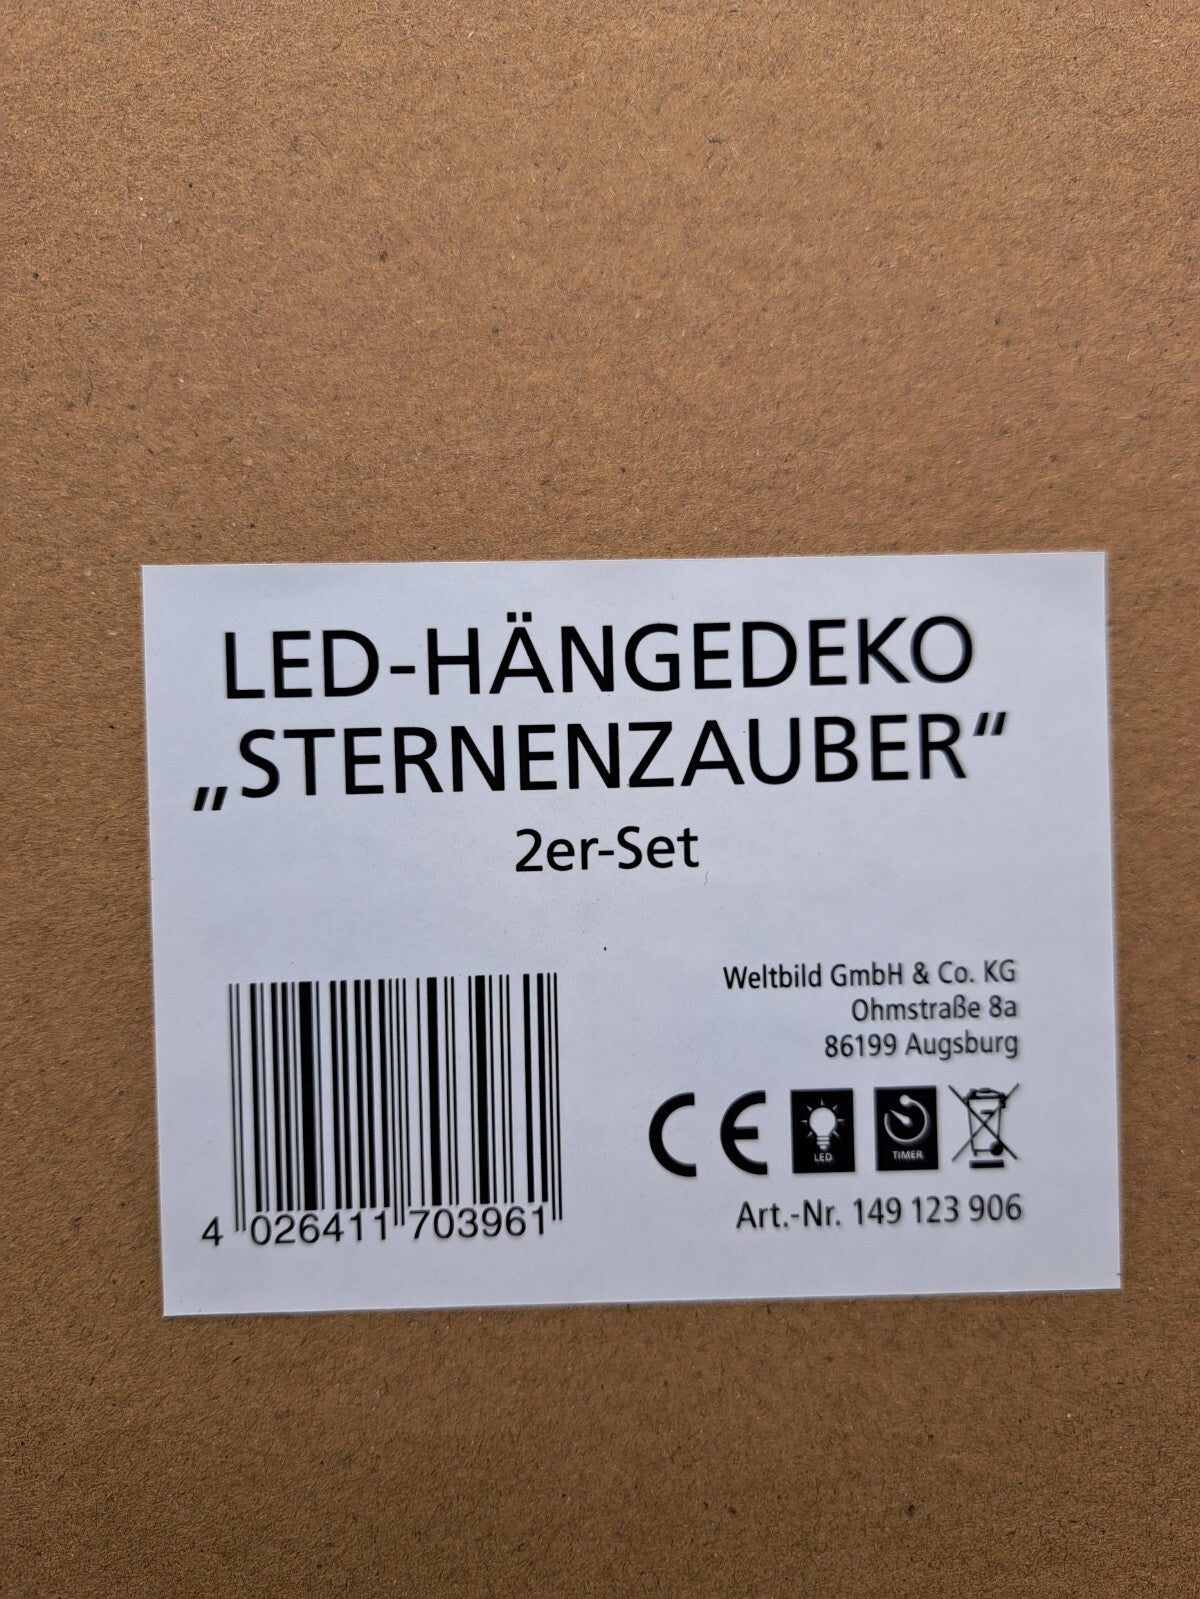 LED-HÄNGEDEKO
„STERNENZAUBER“
2er-Set
Weltbild GmbH & Co. KG
Ohmstraße 8a
86199 Augsburg
CE
LED
TIMER
Art.-Nr. 149 123 906
4 026411 703961